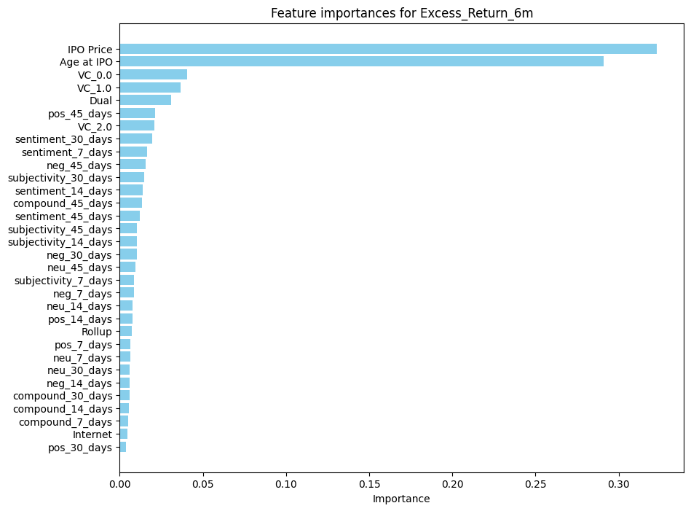 Feature importances for Excess_Return_6m
IPO Price
Age at IPO
VC_0.0
VC_1.0
Dual
pos_45_days
VC_2.0
sentiment_30_days
sentiment_7_days
neg_45_days
subjectivity_30_days
sentiment_14_days
compound_45_days
sentiment_45_days
subjectivity_45_days
subjectivity_14_days
neg_30_days
neu_45_days
subjectivity_7_days
neg_7_days
neu_14_days
pos_14_days
Rollup
pos_7_days
neu_7_days
neu_30_days
neg_14_days
compound_30_days
compound_14_days
compound_7_days
Internet
pos_30_days
0.00 0.05 0.10 0.15 0.20 0.25 0.30
Importance